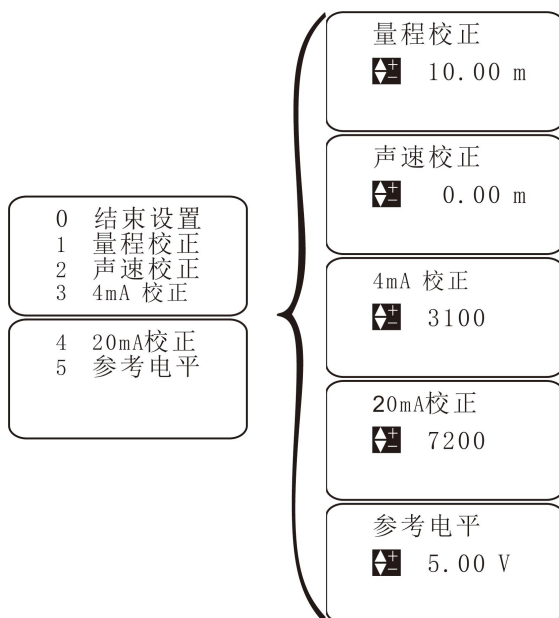 0 结束设置
1 量程校正
2 声速校正
3 4mA 校正
4 20mA校正
5 参考电平
量程校正
10.00 m
声速校正
0.00 m
4mA 校正
3100
20mA校正
7200
参考电平
5.00 V